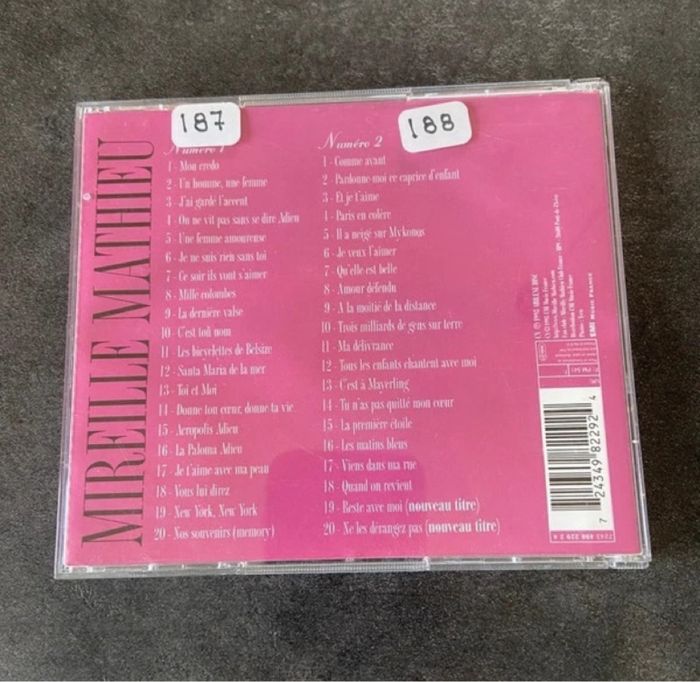 187
188
MIREILLE MATHIEU
Numéro 1
1 - Mon credo
2 - Un homme, une femme
3 - J'ai gardé l'accent
4 - On ne vit pas sans se dire Adieu
5 - Une femme amoureuse
6 - Je ne suis rien sans toi
7 - Ce soir ils vont s'aimer
8 - Mille colombes
9 - La dernière valse
10 - C'est toli nom
11 - Les bicyclettes de Belsize
12 - Santa Maria de la mer
13 - Toi et Moi
14 - Donne ton cœur, donne ta vie
15 - Acropolis Adieu
16 - La Paloma Adieu
17 - Je t'aime avec ma peau
18 - Vous lui direz
19 - New York, New York
20 - Nos souvenirs (memory)
Numéro 2
1 - Comme avant
2 - Pardonne-moi ce caprice d'enfant
3 - Et je t'aime
4 - Paris en colère
5 - Il a neigé sur Mykonos
6 - Je veux l'aimer
7 - Qu'elle est belle
8 - Amour défendu
9 - A la moitié de la distance
10 - Trois milliards de gens sur terre
11 - Ma délivrance
12 - Tous les enfants chantent avec moi
13 - C'est à Mayerling
14 - Tu n'as pas quitté mon cœur
15 - La première étoile
16 - Les matins bleus
17 - Viens dans ma rue
18 - Quand on revient
19 - Reste avec moi (nouveau titre)
20 - Ne les dérangez pas (nouveau titre)
EMI MUSIC FRANCE
7 24349 82292 4